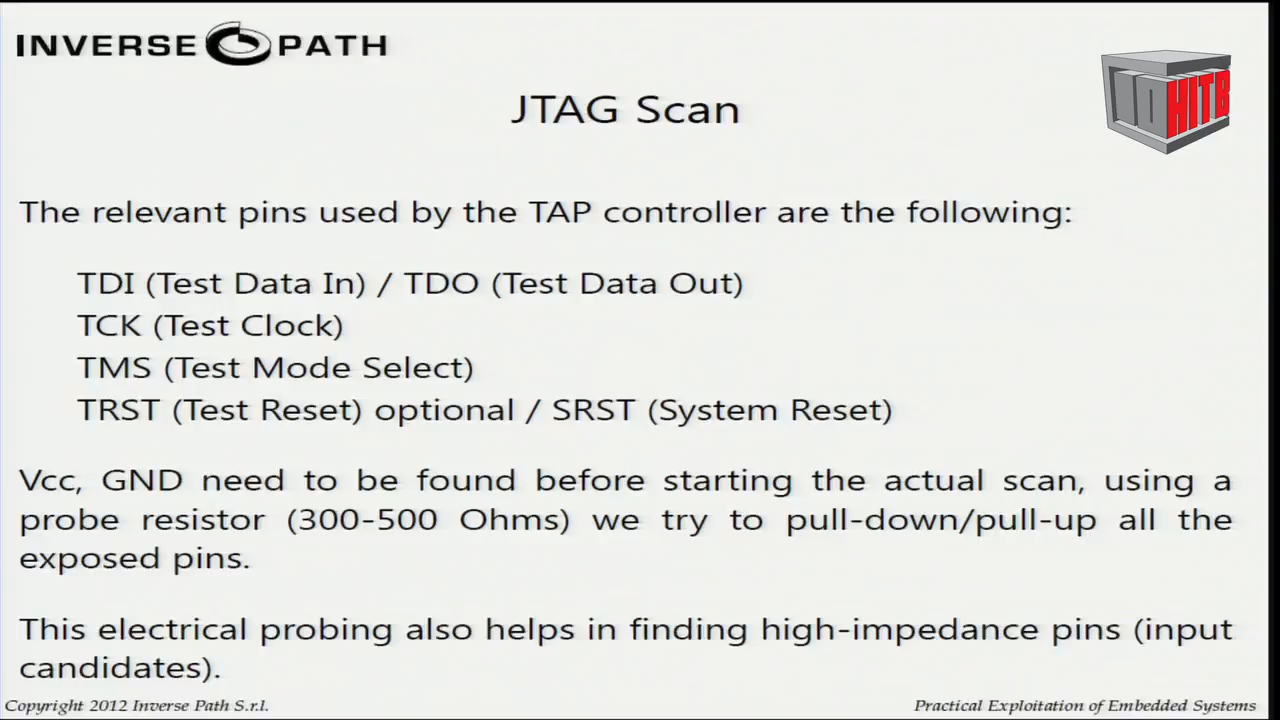 INVERSE PATH
10 HITB
JTAG Scan
The relevant pins used by the TAP controller are the following:
TDI (Test Data In) / TDO (Test Data Out)
TCK (Test Clock)
TMS (Test Mode Select)
TRST (Test Reset) optional / SRST (System Reset)
Vcc, GND need to be found before starting the actual scan, using a
probe resistor (300-500 Ohms) we try to pull-down/pull-up all the
exposed pins.
This electrical probing also helps in finding high-impedance pins (input
candidates).
Copyright 2012 Inverse Path S.r.l.
Practical Exploitation of Embedded Systems